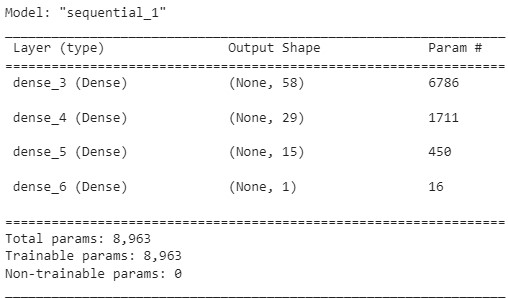 Model: "sequential_1"
_________________________________________________________________
Layer (type)                Output Shape              Param #
=================================================================
dense_3 (Dense)             (None, 58)                6786
dense_4 (Dense)             (None, 29)                1711
dense_5 (Dense)             (None, 15)                450
dense_6 (Dense)             (None, 1)                 16
=================================================================
Total params: 8,963
Trainable params: 8,963
Non-trainable params: 0
_________________________________________________________________